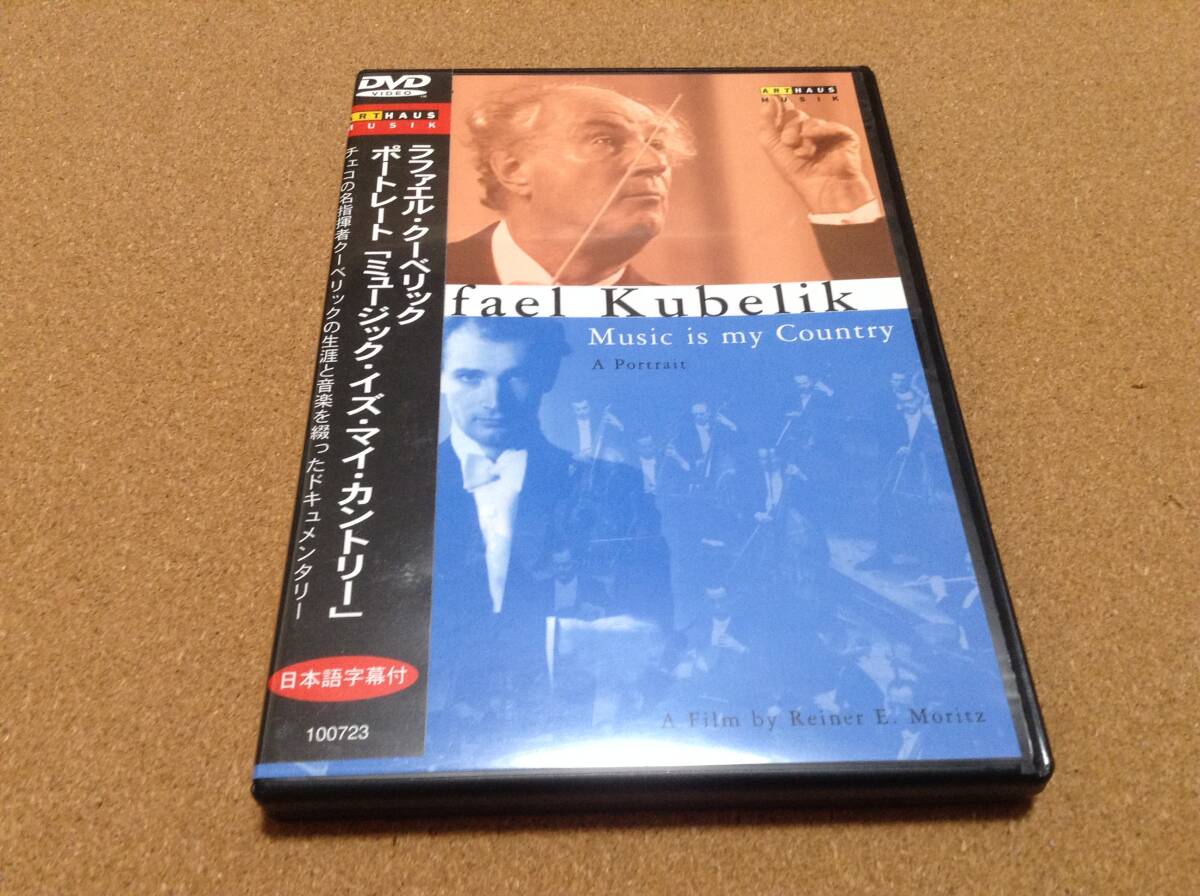 DVD
VIDEO
ARTHAUS
MUSIK
ラファエル・クーベリック
ポートレート「ミュージック・イズ・マイ・カントリー」
チェコの名指揮者クーベリックの生涯と音楽を綴ったドキュメンタリー
日本語字幕付
100723
ARTHAUS
MUSIK
fael Kubelik
Music is my Country
A Portrait
A Film by Reiner E. Moritz